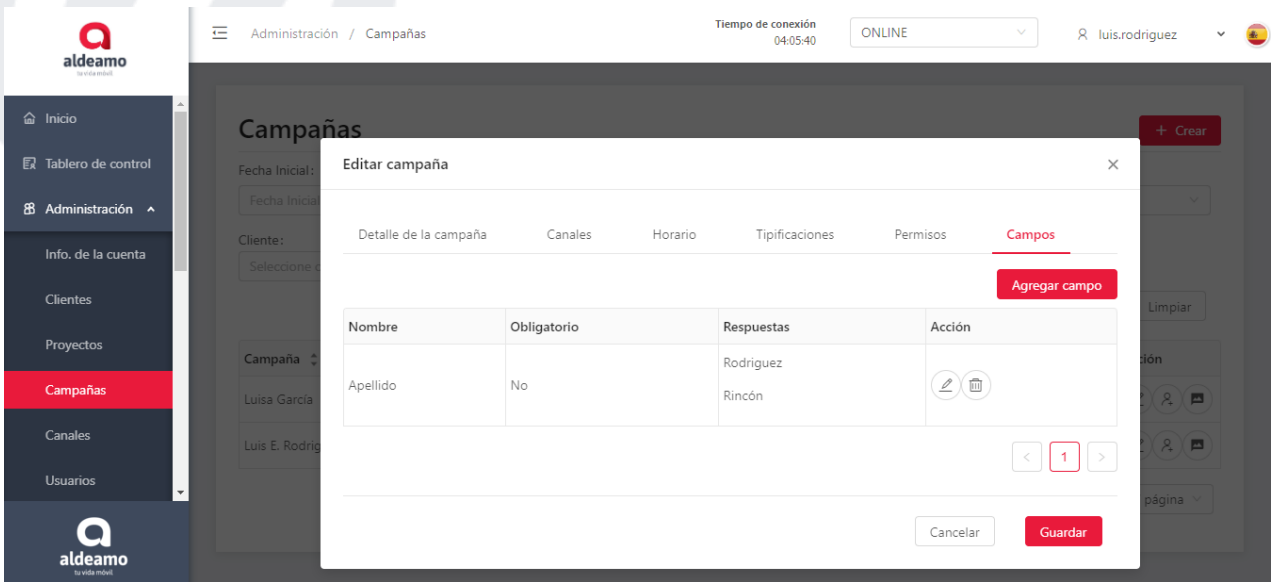 aldeamo
tu vida móvil
Administración / Campañas
Tiempo de conexión
04:05:40
ONLINE
luis.rodriguez
Inicio
Tablero de control
Administración
Info. de la cuenta
Clientes
Proyectos
Campañas
Canales
Usuarios
aldeamo
tu vida móvil
Campañas
+ Crear
Fecha Inicial:
Fecha Inicial
Cliente:
Seleccione
Limpiar
Campaña
Luisa García
Luis E. Rodrig
ción
página
Editar campaña
Detalle de la campaña Canales Horario Tipificaciones Permisos Campos
Agregar campo
Nombre Obligatorio Respuestas Acción
Apellido No Rodriguez
Rincón
< 1 >
Cancelar Guardar